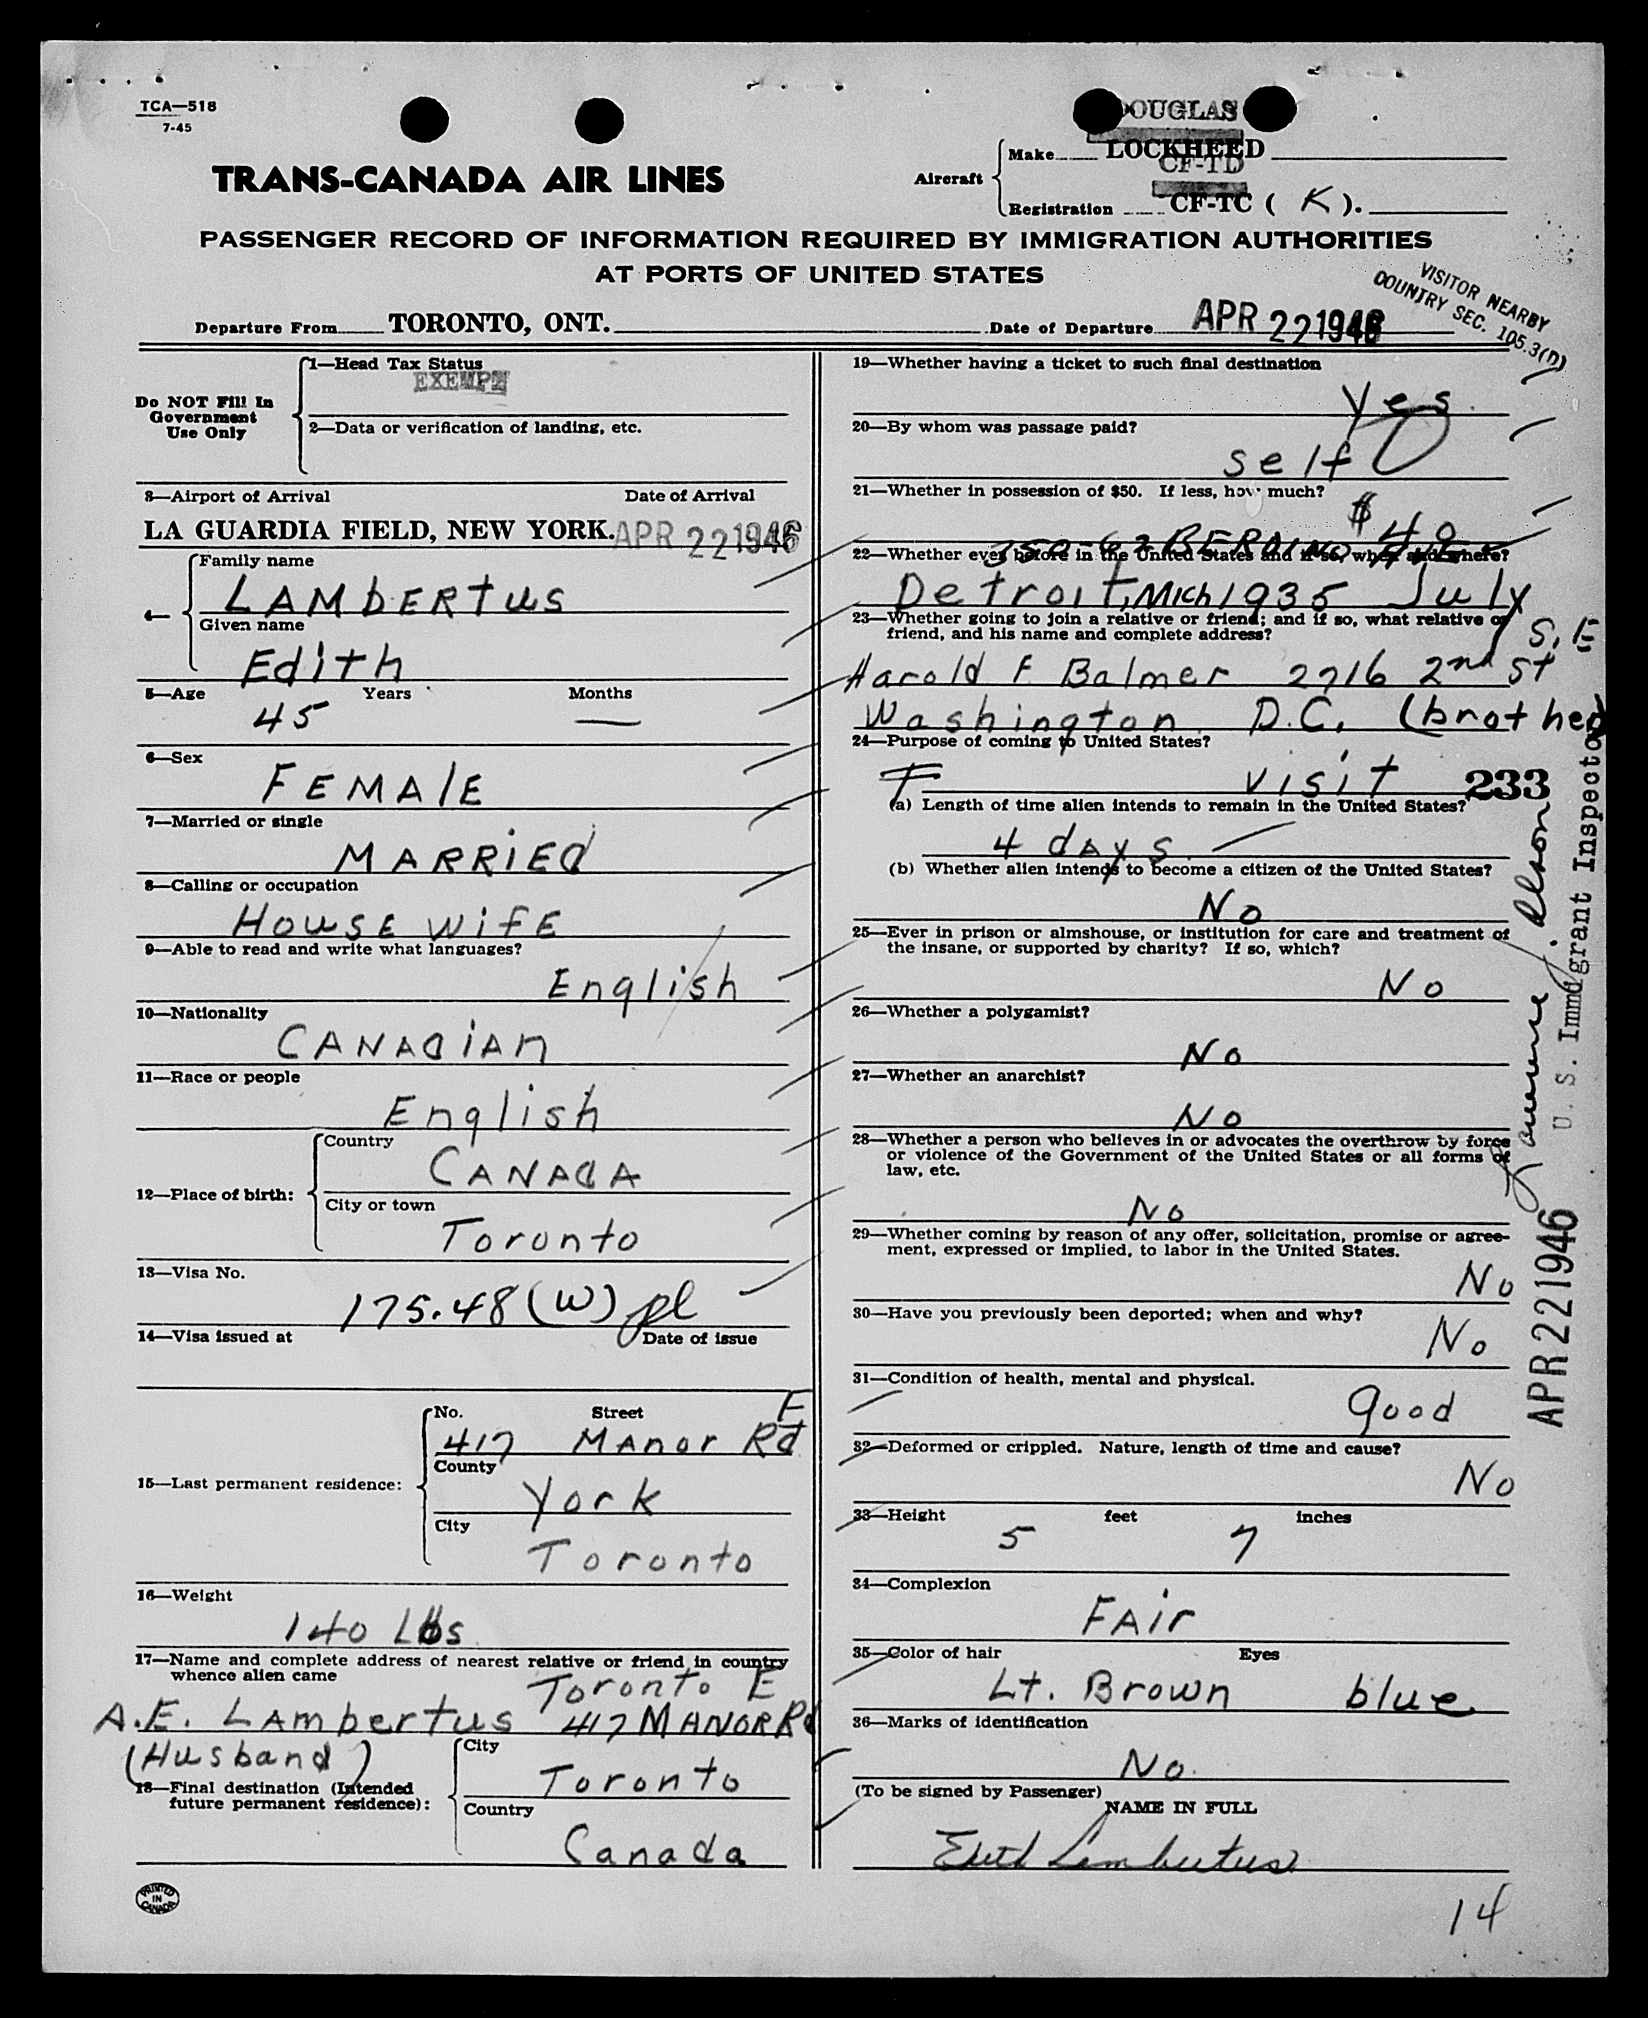 TCA—518
7-45
DOUGLAS
TRANS-CANADA AIR LINES
Aircraft
Make LOCKHEED
CF-TD
Registration CF-TC ( K ).
PASSENGER RECORD OF INFORMATION REQUIRED BY IMMIGRATION AUTHORITIES
AT PORTS OF UNITED STATES
VISITOR NEARBY
COUNTRY SEC. 105.3(D)
Departure From TORONTO, ONT. Date of Departure APR 22 1946
Do NOT Fill In
Government
Use Only
1—Head Tax Status
EXEMPT
2—Data or verification of landing, etc.
3—Airport of Arrival Date of Arrival
LA GUARDIA FIELD, NEW YORK. APR 22 1946
4—
Family name
LAMbERtus
Given name
Edith
5—Age Years Months
45 —
6—Sex
FEMAlE
7—Married or single
MARRiEd
8—Calling or occupation
HousE wifE
9—Able to read and write what languages?
English
10—Nationality
CANAdiAn
11—Race or people
English
12—Place of birth:
Country
CANAdA
City or town
Toronto
13—Visa No.
175.48 (W) pl
14—Visa issued at Date of issue
15—Last permanent residence:
No. Street E
417 MAnor Rd
County
York
City
Toronto
16—Weight
140 Lbs
17—Name and complete address of nearest relative or friend in country
whence alien came
Toronto E
A.E. LAmbertus 417 MANOR Rd
(Husband)
18—Final destination (Intended
future permanent residence):
City
Toronto
Country
Canada
PRINTED
IN
CANADA
19—Whether having a ticket to such final destination
Yes
20—By whom was passage paid?
self
21—Whether in possession of $50. If less, how much?
$40
22—Whether ever before in the United States and if so, when and where?
Detroit, Mich 1935 July
23—Whether going to join a relative or friend; and if so, what relative or
friend, and his name and complete address?
S.E
Harold F Balmer 2716 2nd St
Washington D.C. (brother)
24—Purpose of coming to United States?
visit 233
(a) Length of time alien intends to remain in the United States?
4 days
(b) Whether alien intends to become a citizen of the United States?
No
25—Ever in prison or almshouse, or institution for care and treatment of
the insane, or supported by charity? If so, which?
No
26—Whether a polygamist?
No
27—Whether an anarchist?
No
28—Whether a person who believes in or advocates the overthrow by force
or violence of the Government of the United States or all forms of
law, etc.
No
29—Whether coming by reason of any offer, solicitation, promise or agree-
ment, expressed or implied, to labor in the United States.
No
30—Have you previously been deported; when and why?
No
31—Condition of health, mental and physical.
good
32—Deformed or crippled. Nature, length of time and cause?
No
33—Height feet inches
5 7
34—Complexion
FAir
35—Color of hair Eyes
Lt. Brown blue
36—Marks of identification
No.
(To be signed by Passenger)
NAME IN FULL
Edith Lambertus
14
U. S. Immigrant Inspector
APR 22 1946